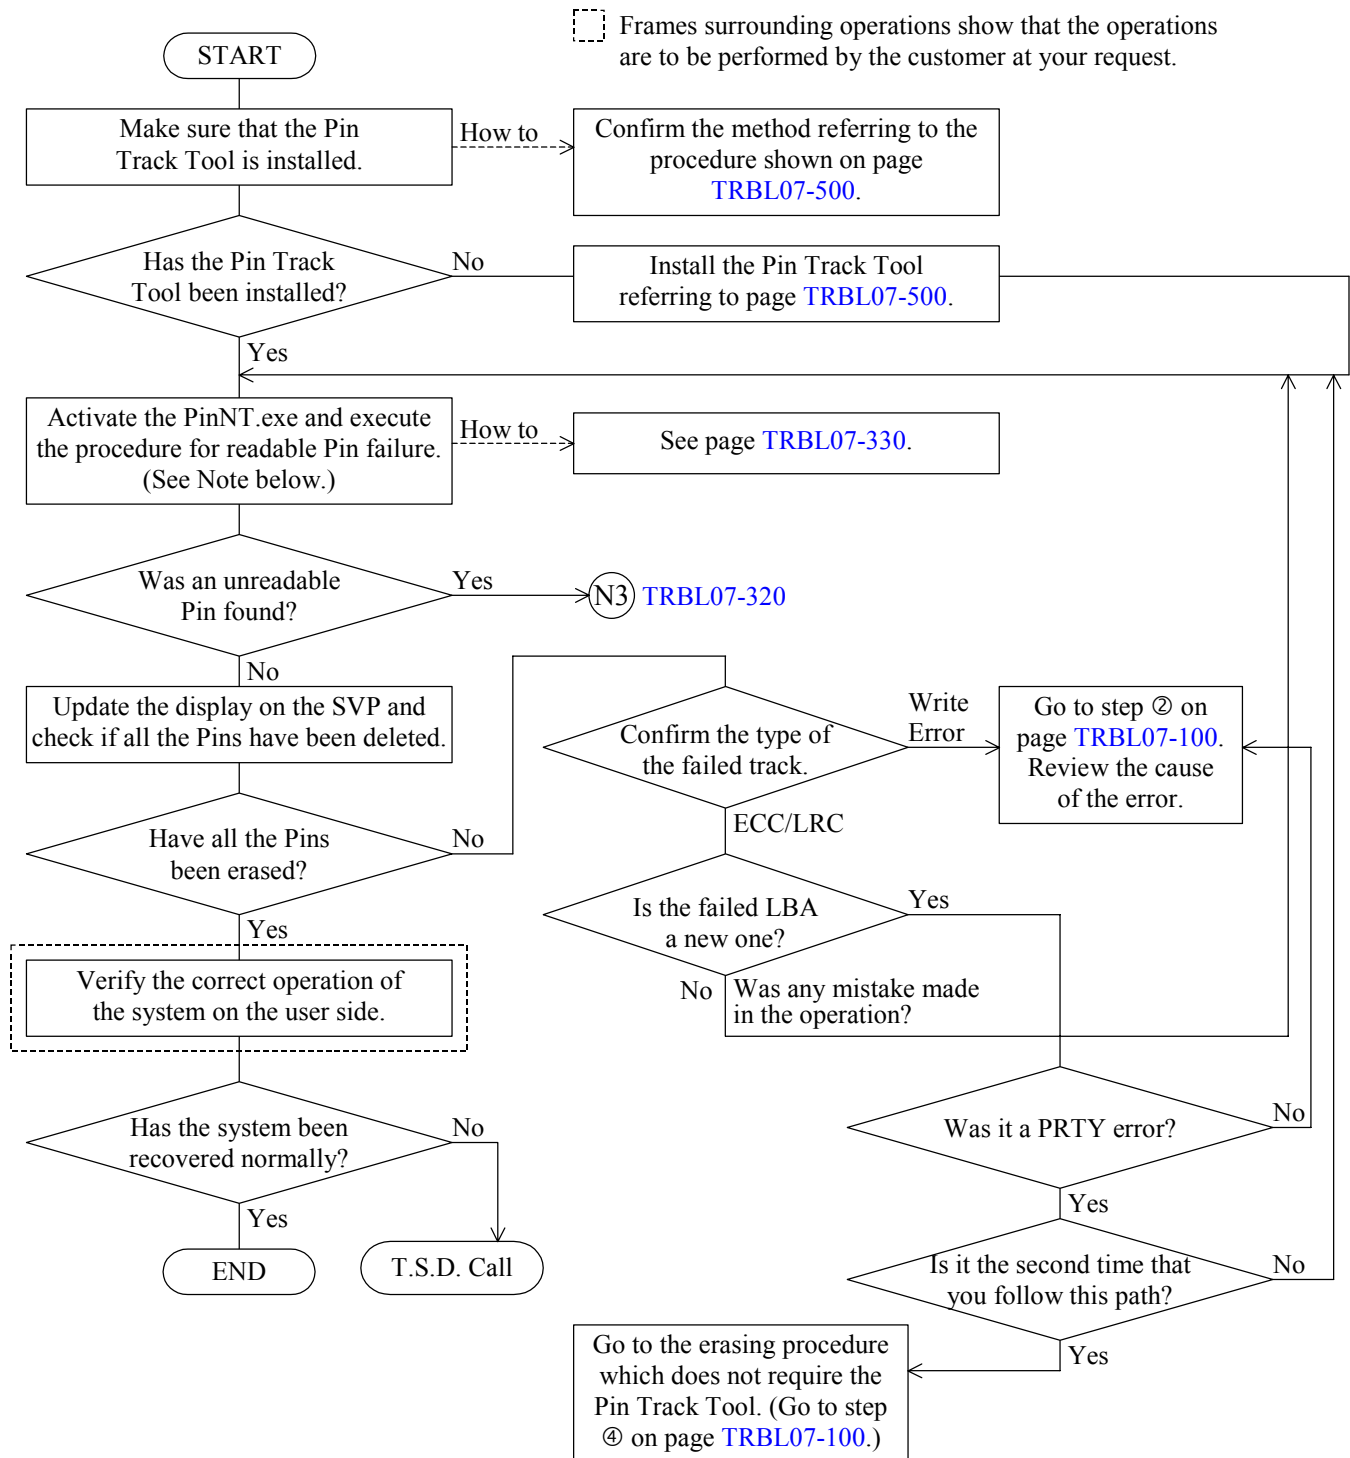 Frames surrounding operations show that the operations
are to be performed by the customer at your request.
START
Make sure that the Pin
Track Tool is installed.
How to
Confirm the method referring to the
procedure shown on page
TRBL07-500.
Has the Pin Track
Tool been installed?
No
Install the Pin Track Tool
referring to page TRBL07-500.
Yes
Activate the PinNT.exe and execute
the procedure for readable Pin failure.
(See Note below.)
How to
See page TRBL07-330.
Was an unreadable
Pin found?
Yes
N3 TRBL07-320
No
Update the display on the SVP and
check if all the Pins have been deleted.
Confirm the type of
the failed track.
Write
Error
Go to step ② on
page TRBL07-100.
Review the cause
of the error.
ECC/LRC
Have all the Pins
been erased?
No
Is the failed LBA
a new one?
Yes
Yes
Verify the correct operation of
the system on the user side.
No
Was any mistake made
in the operation?
Has the system been
recovered normally?
No
Was it a PRTY error?
No
Yes
Yes
END
T.S.D. Call
Is it the second time that
you follow this path?
No
Yes
Go to the erasing procedure
which does not require the
Pin Track Tool. (Go to step
④ on page TRBL07-100.)